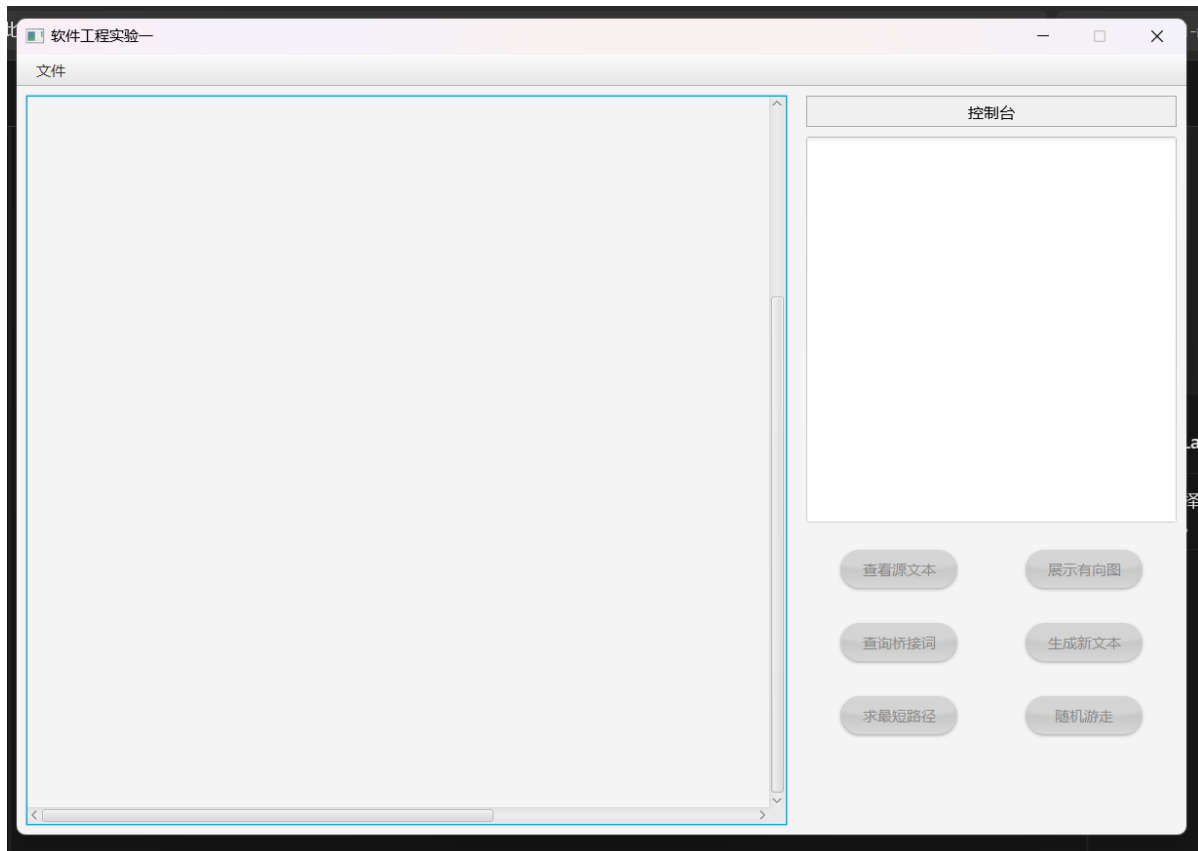 软件工程实验一
文件
控制台
查看源文本
展示有向图
查询桥接词
生成新文本
求最短路径
随机游走